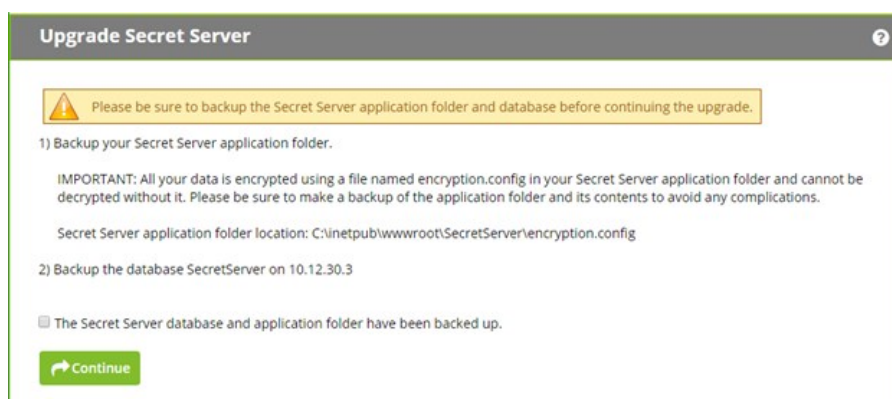 Upgrade Secret Server
?
Please be sure to backup the Secret Server application folder and database before continuing the upgrade.
1) Backup your Secret Server application folder.
IMPORTANT: All your data is encrypted using a file named encryption.config in your Secret Server application folder and cannot be
decrypted without it. Please be sure to make a backup of the application folder and its contents to avoid any complications.
Secret Server application folder location: C:\inetpub\wwwroot\SecretServer\encryption.config
2) Backup the database SecretServer on 10.12.30.3
The Secret Server database and application folder have been backed up.
Continue